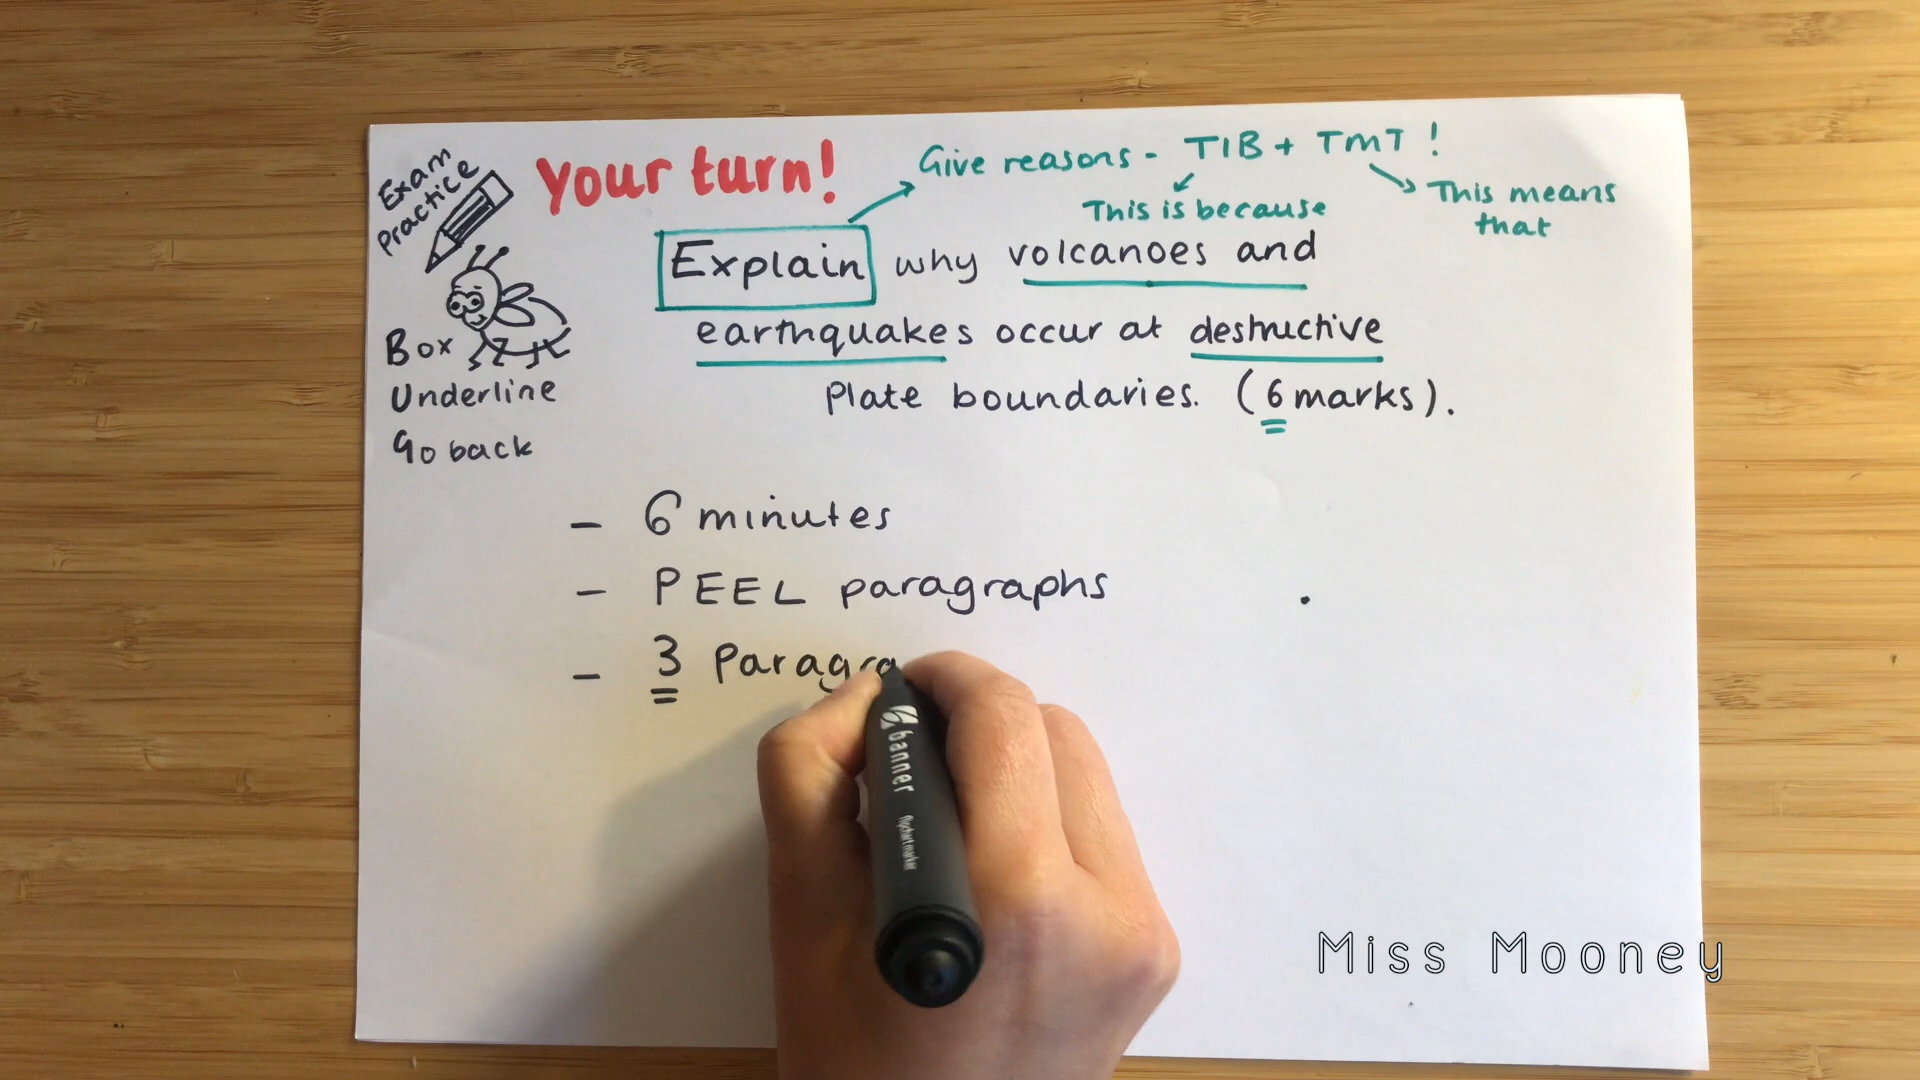 Exam
Practice
Your turn!
Give reasons - TIB + TMT !
This is because
This means
that
Explain why volcanoes and
earthquakes occur at destructive
Plate boundaries. (6 marks).
Box
Underline
Go back
- 6 minutes
- PEEL paragraphs
- 3 Paragra
banner
flipchart marker
Miss Mooney